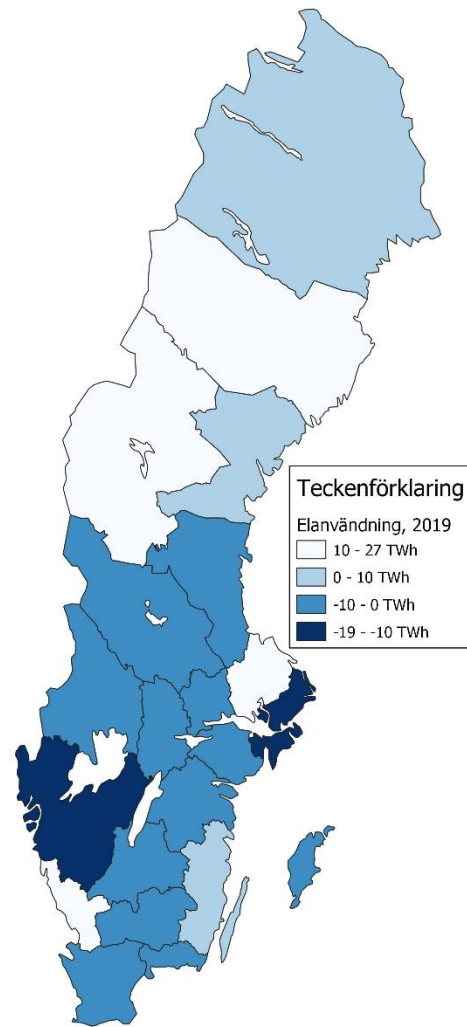 Teckenförklaring
Elanvändning, 2019
10 - 27 TWh
0 - 10 TWh
-10 - 0 TWh
-19 - -10 TWh